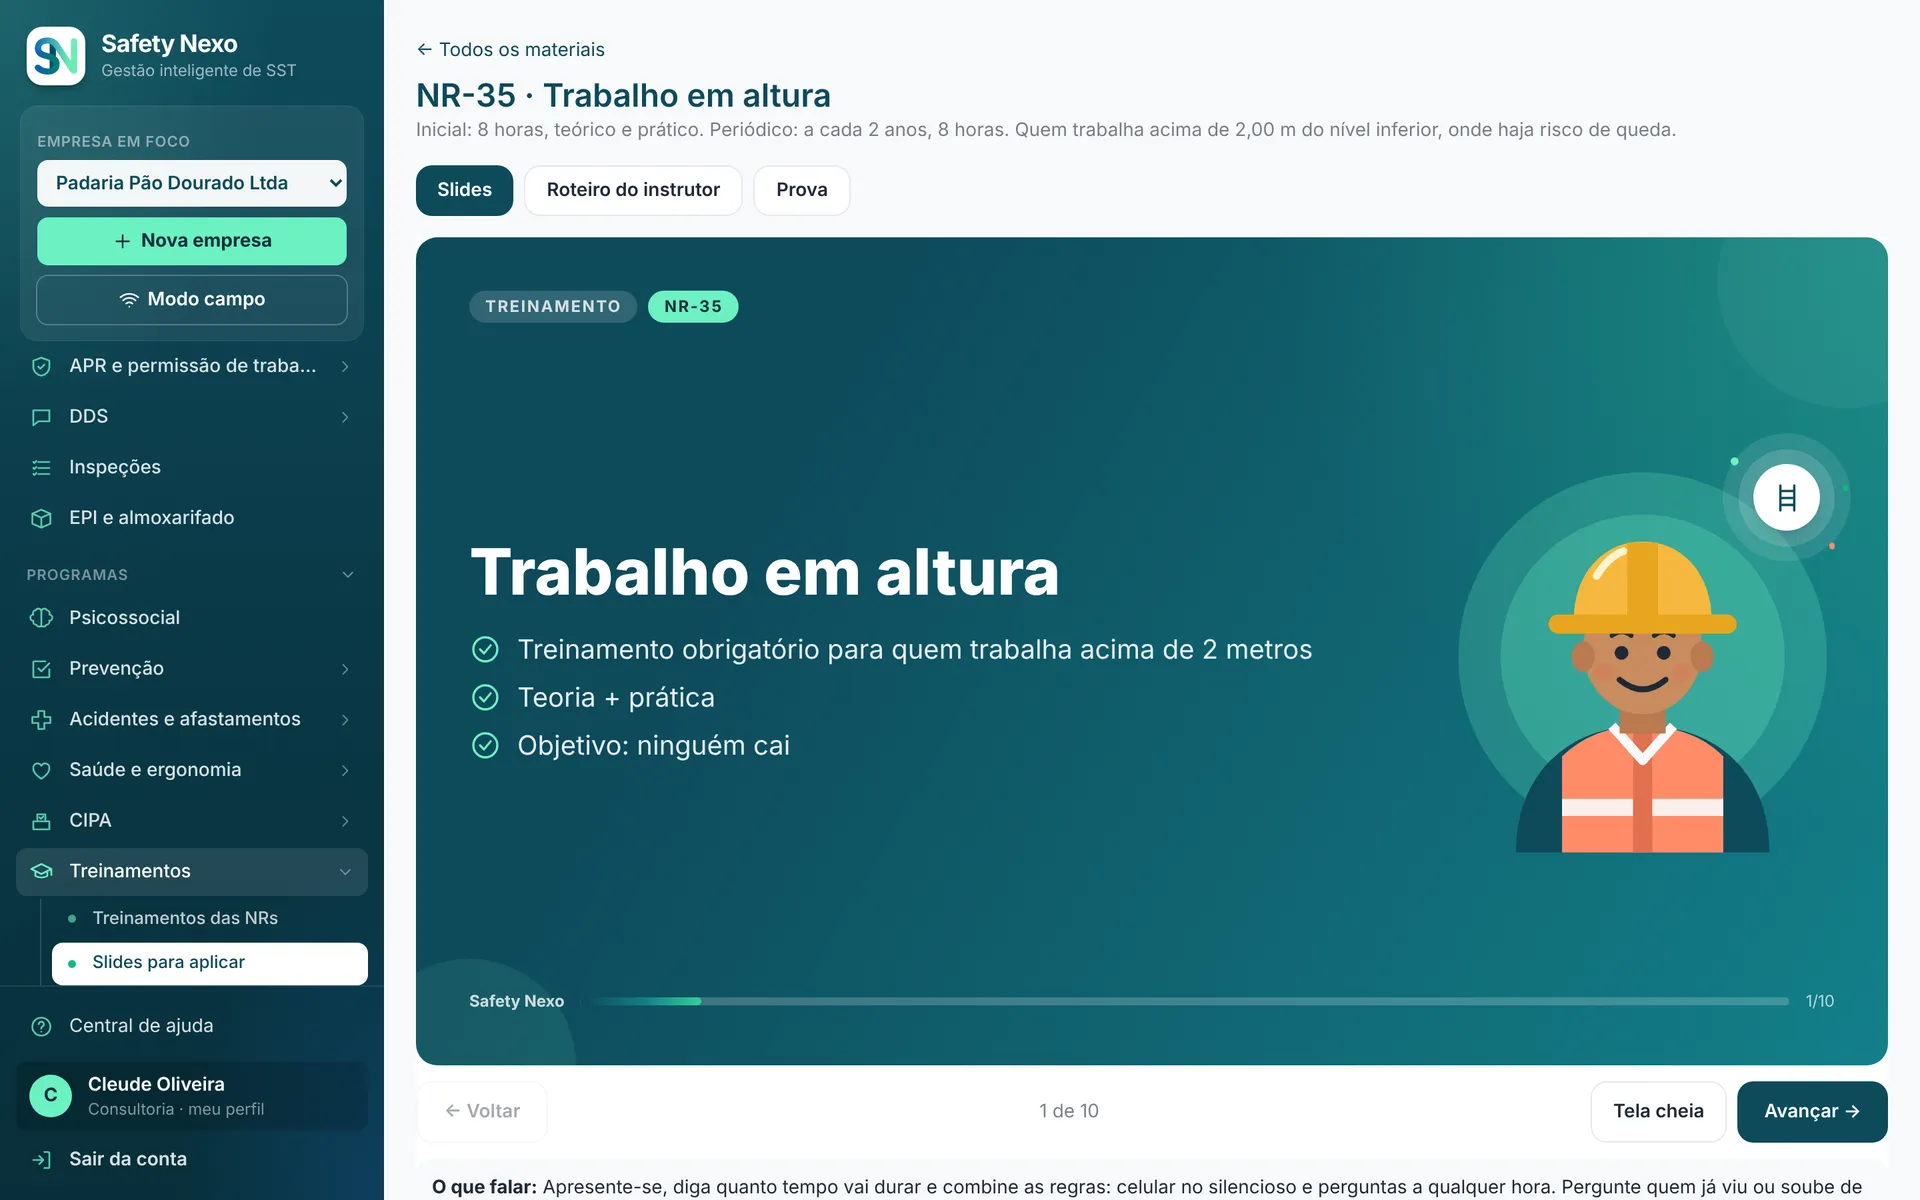 Safety Nexo
Gestão inteligente de SST
EMPRESA EM FOCO
Padaria Pão Dourado Ltda
Nova empresa
Modo campo
APR e permissão de traba...
DDS
Inspeções
EPI e almoxarifado
PROGRAMAS
Psicossocial
Prevenção
Acidentes e afastamentos
Saúde e ergonomia
CIPA
Treinamentos
Treinamentos das NRs
Slides para aplicar
Central de ajuda
C
Cleude Oliveira
Consultoria · meu perfil
Sair da conta
← Todos os materiais
NR-35 · Trabalho em altura
Inicial: 8 horas, teórico e prático. Periódico: a cada 2 anos, 8 horas. Quem trabalha acima de 2,00 m do nível inferior, onde haja risco de queda.
Slides
Roteiro do instrutor
Prova
TREINAMENTO
NR-35
Trabalho em altura
Treinamento obrigatório para quem trabalha acima de 2 metros
Teoria + prática
Objetivo: ninguém cai
Safety Nexo
1/10
← Voltar
1 de 10
Tela cheia
Avançar →
O que falar: Apresente-se, diga quanto tempo vai durar e combine as regras: celular no silencioso e perguntas a qualquer hora. Pergunte quem já viu ou soube de